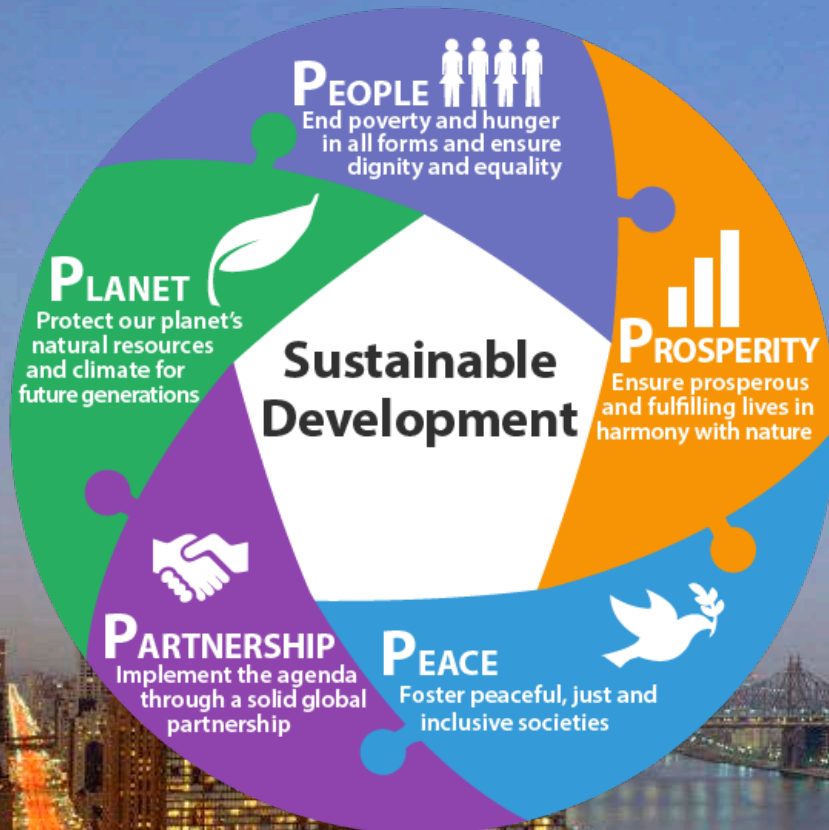 PEOPLE
End poverty and hunger
in all forms and ensure
dignity and equality
PROSPERITY
Ensure prosperous
and fulfilling lives in
harmony with nature
PEACE
Foster peaceful, just and
inclusive societies
PARTNERSHIP
Implement the agenda
through a solid global
partnership
PLANET
Protect our planet's
natural resources
and climate for
future generations
Sustainable
Development